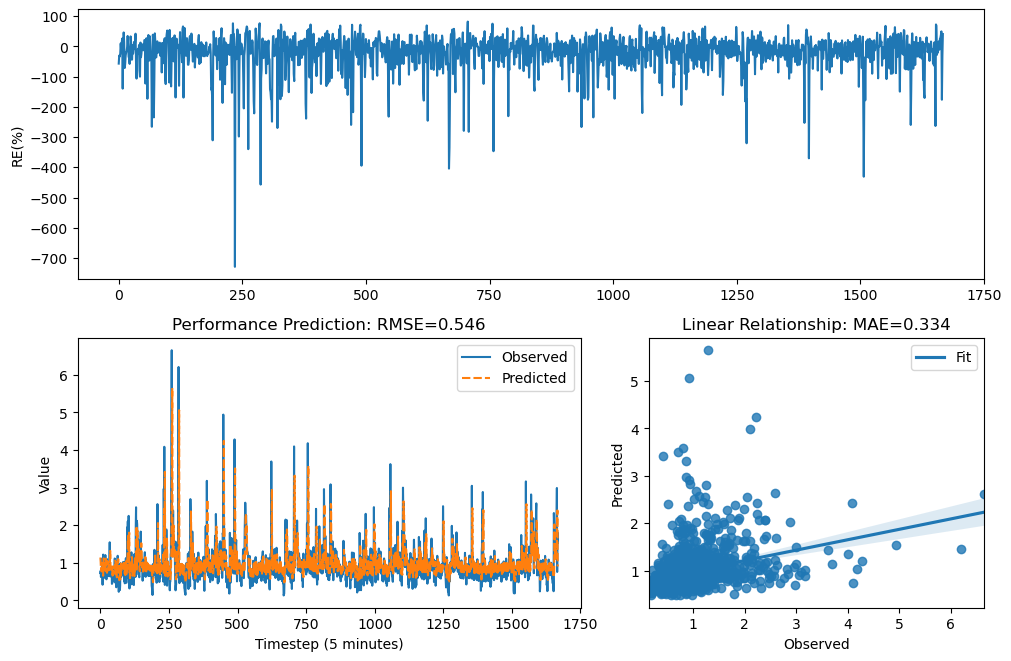 100
0
−100
−200
−300
−400
−500
−600
−700
RE(%)
0 250 500 750 1000 1250 1500 1750
Performance Prediction: RMSE=0.546
Observed
Predicted
6
5
4
3
2
1
0
Value
0 250 500 750 1000 1250 1500 1750
Timestep (5 minutes)
Linear Relationship: MAE=0.334
Fit
5
4
3
2
1
Predicted
1 2 3 4 5 6
Observed